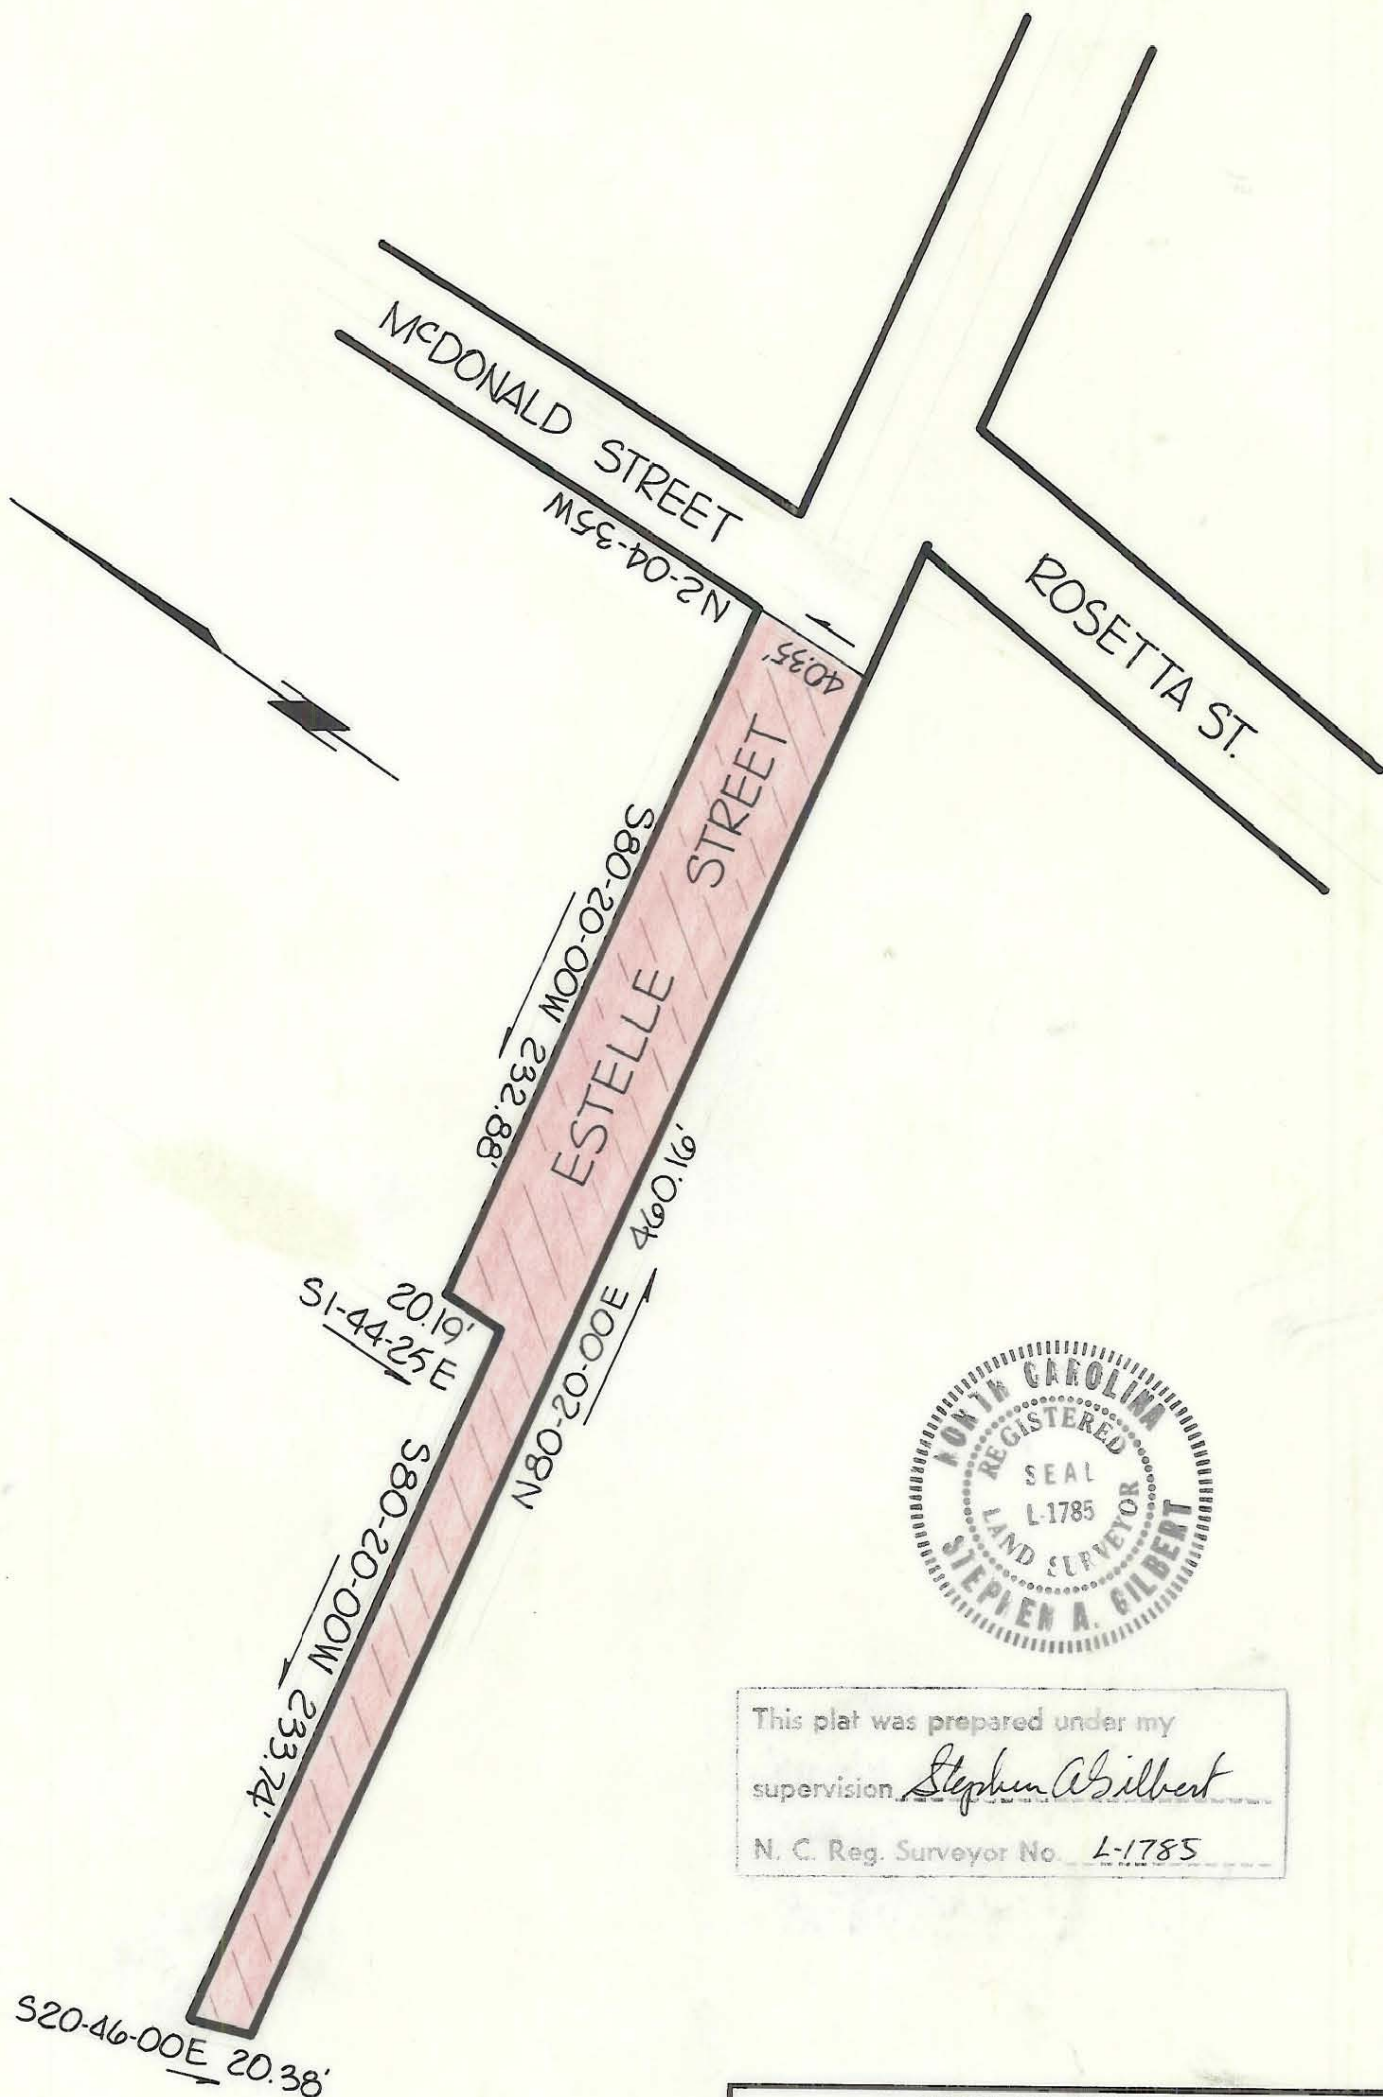 McDONALD STREET
N2-04-35W
ROSETTA ST.
40.35'
ESTELLE STREET
S80-20-00W 232.88'
N80-20-00E 460.16'
20.19'
S1-44-25E
S80-20-00W 233.74'
S20-46-00E 20.38'
NORTH CAROLINA
REGISTERED
SEAL
L-1785
LAND SURVEYOR
STEPHEN A. GILBERT
This plat was prepared under my
supervision Stephen A Gilbert
N. C. Reg. Surveyor No. L-1785